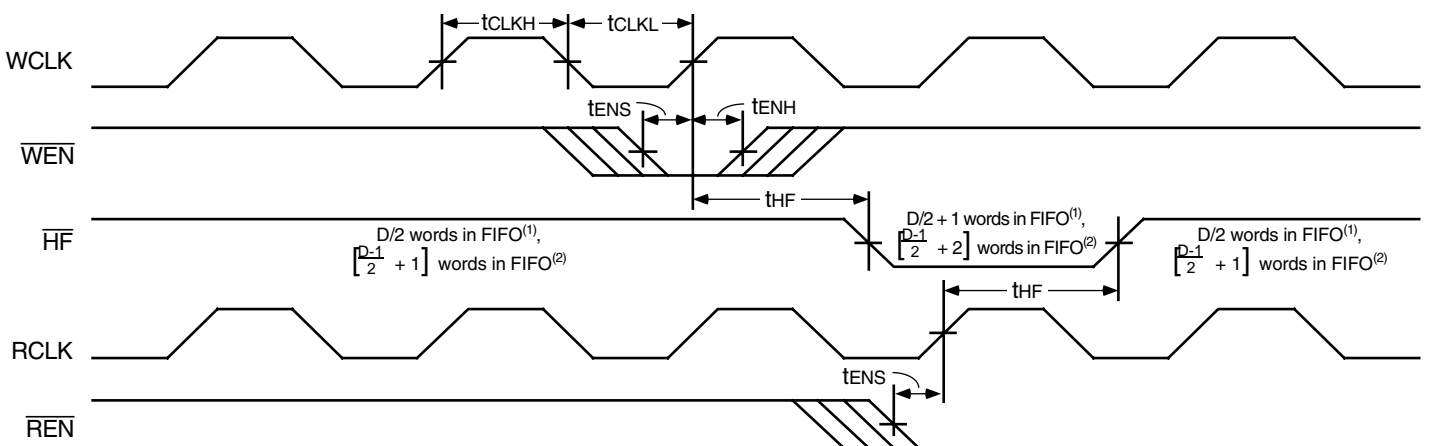 tCLKH
tCLKL
WCLK
tENS
tENH
WEN
tHF
HF
D/2 words in FIFO(1),
[D-1/2 + 1] words in FIFO(2)
D/2 + 1 words in FIFO(1),
[D-1/2 + 2] words in FIFO(2)
D/2 words in FIFO(1),
[D-1/2 + 1] words in FIFO(2)
tHF
RCLK
tENS
REN